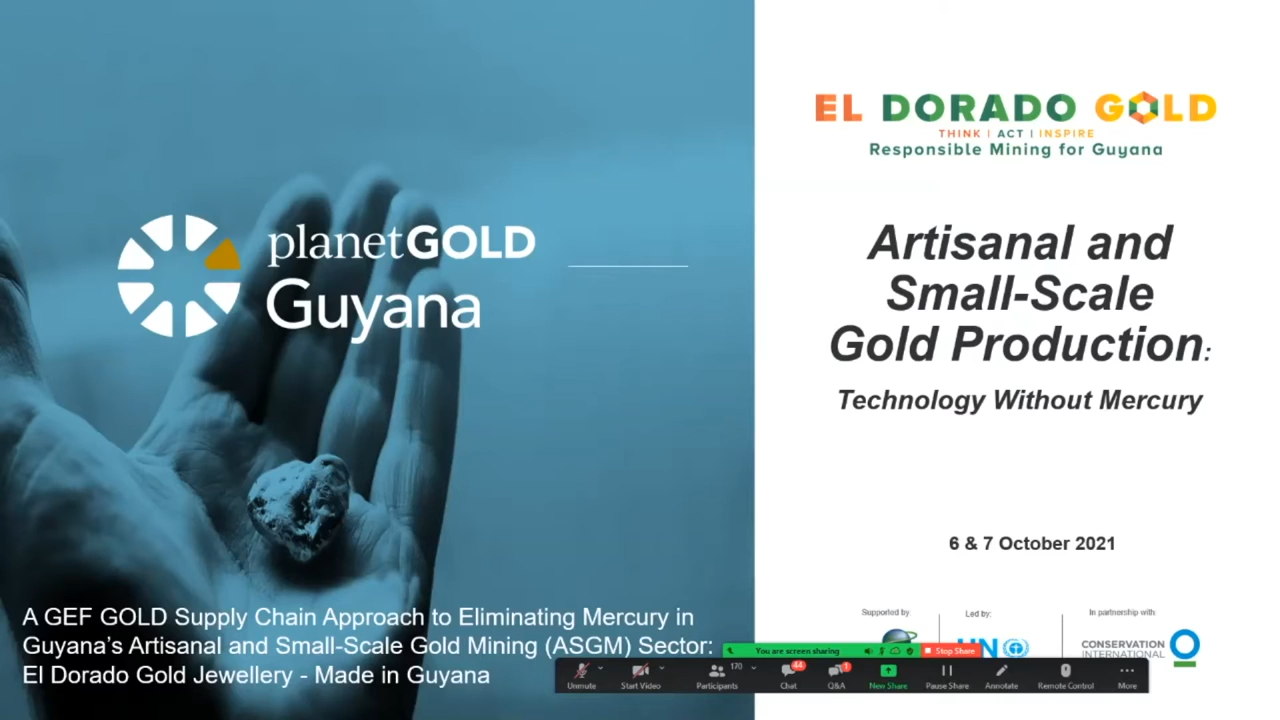 planetGOLD
Guyana
A GEF GOLD Supply Chain Approach to Eliminating Mercury in
Guyana's Artisanal and Small-Scale Gold Mining (ASGM) Sector:
El Dorado Gold Jewellery - Made in Guyana
EL DORADO GOLD
THINK | ACT | INSPIRE
Responsible Mining for Guyana
Artisanal and
Small-Scale
Gold Production:
Technology Without Mercury
6 & 7 October 2021
Supported by:
Led by:
In partnership with:
CONSERVATION
INTERNATIONAL
You are screen sharing
Stop Share
170
44
1
Unmute
Start Video
Participants
Chat
Q&A
New Share
Pause Share
Annotate
Remote Control
More